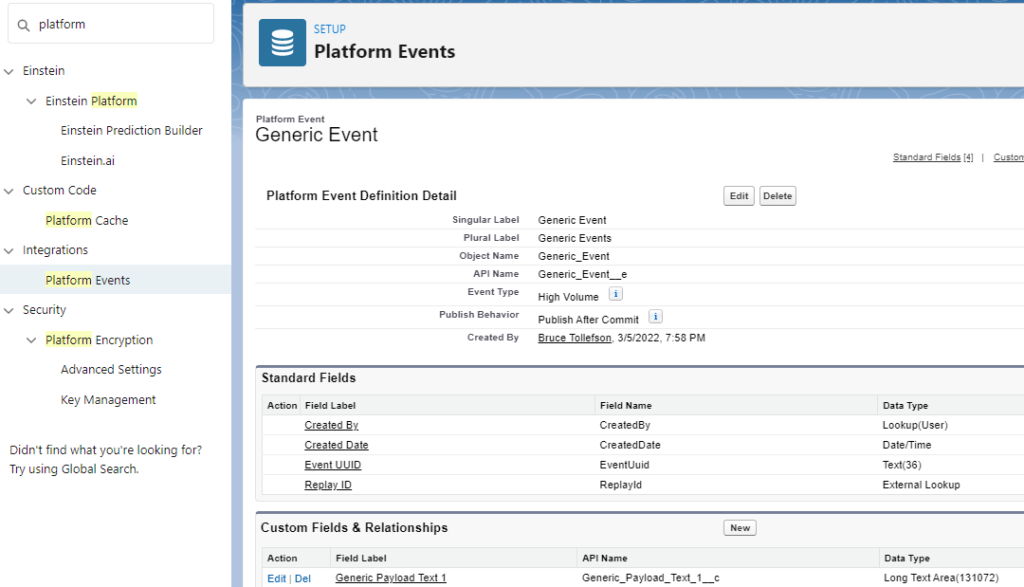 platform
Einstein
Einstein Platform
Einstein Prediction Builder
Einstein.ai
Custom Code
Platform Cache
Integrations
Platform Events
Security
Platform Encryption
Advanced Settings
Key Management
Didn't find what you're looking for?
Try using Global Search.
SETUP
Platform Events
Platform Event
Generic Event
Standard Fields [4] | Custom
Platform Event Definition Detail Edit Delete
Singular Label Generic Event
Plural Label Generic Events
Object Name Generic_Event
API Name Generic_Event__e
Event Type High Volume i
Publish Behavior Publish After Commit i
Created By Bruce Tollefson, 3/5/2022, 7:58 PM
Standard Fields
Action Field Label Field Name Data Type
Created By CreatedBy Lookup(User)
Created Date CreatedDate Date/Time
Event UUID EventUuid Text(36)
Replay ID ReplayId External Lookup
Custom Fields & Relationships New
Action Field Label API Name Data Type
Edit | Del Generic Payload Text 1 Generic_Payload_Text_1__c Long Text Area(131072)